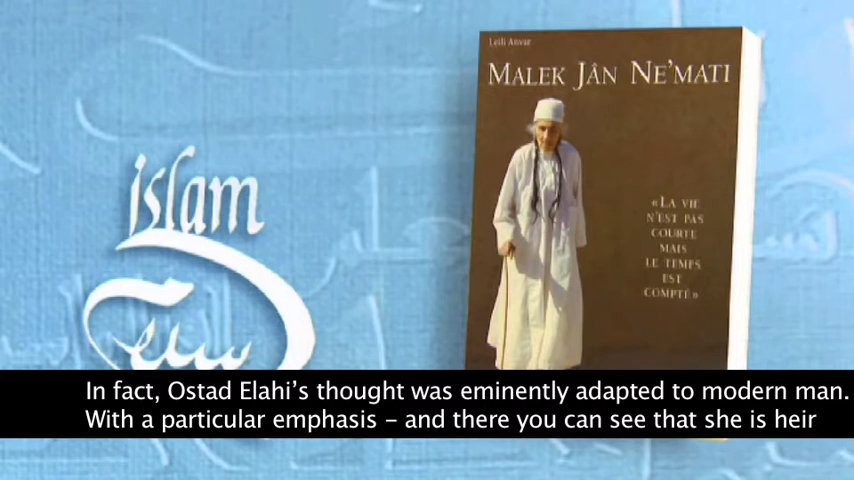 Leili Anvar
MALEK JÂN NE'MATI
islam
«LA VIE
N'EST PAS
COURTE
MAIS
LE TEMPS
EST
COMPTÉ»
In fact, Ostad Elahi's thought was eminently adapted to modern man.
With a particular emphasis – and there you can see that she is heir